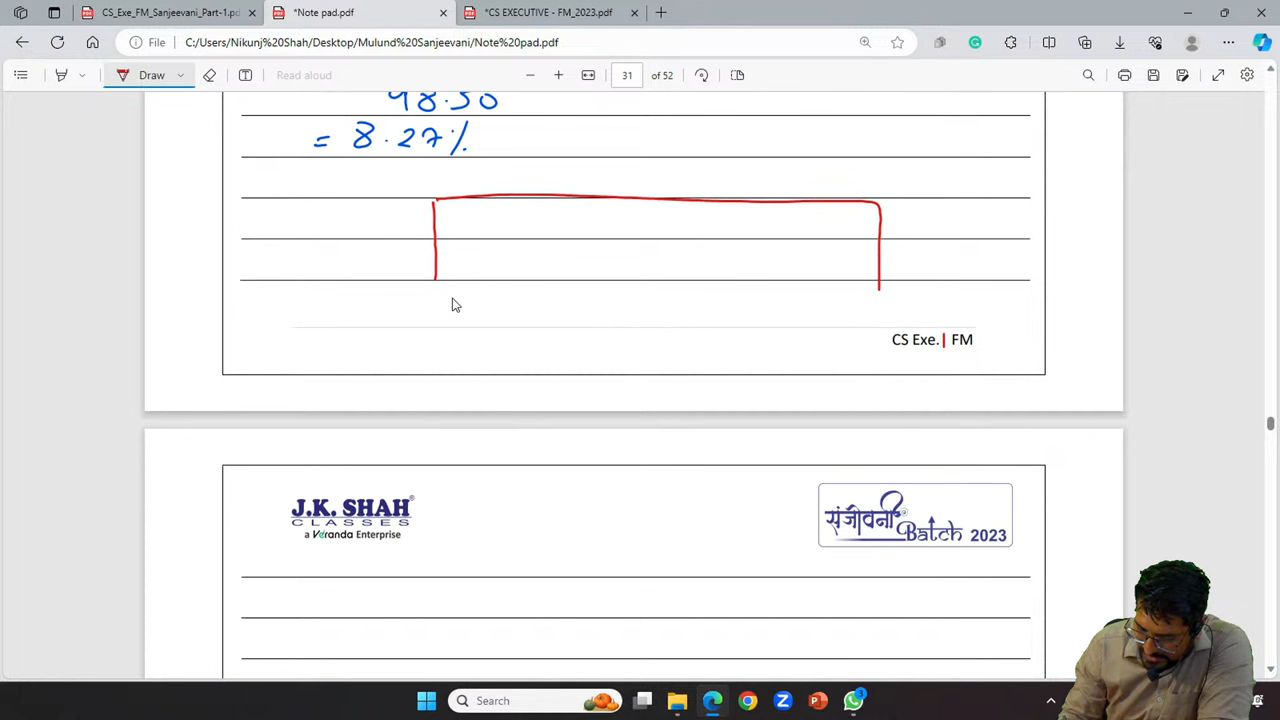 CS_Exe_FM_Sanjeevani_Part-1.pd
*Note pad.pdf
*CS EXECUTIVE - FM_2023.pdf
File
C:/Users/Nikunj%20Shah/Desktop/Mulund%20Sanjeevani/Note%20pad.pdf
Draw
Read aloud
31
of 52
98.50
= 8.27%
CS Exe.| FM
J.K. SHAH®
CLASSES
a Veranda Enterprise
संजीवनी
Batch 2023
Search
3